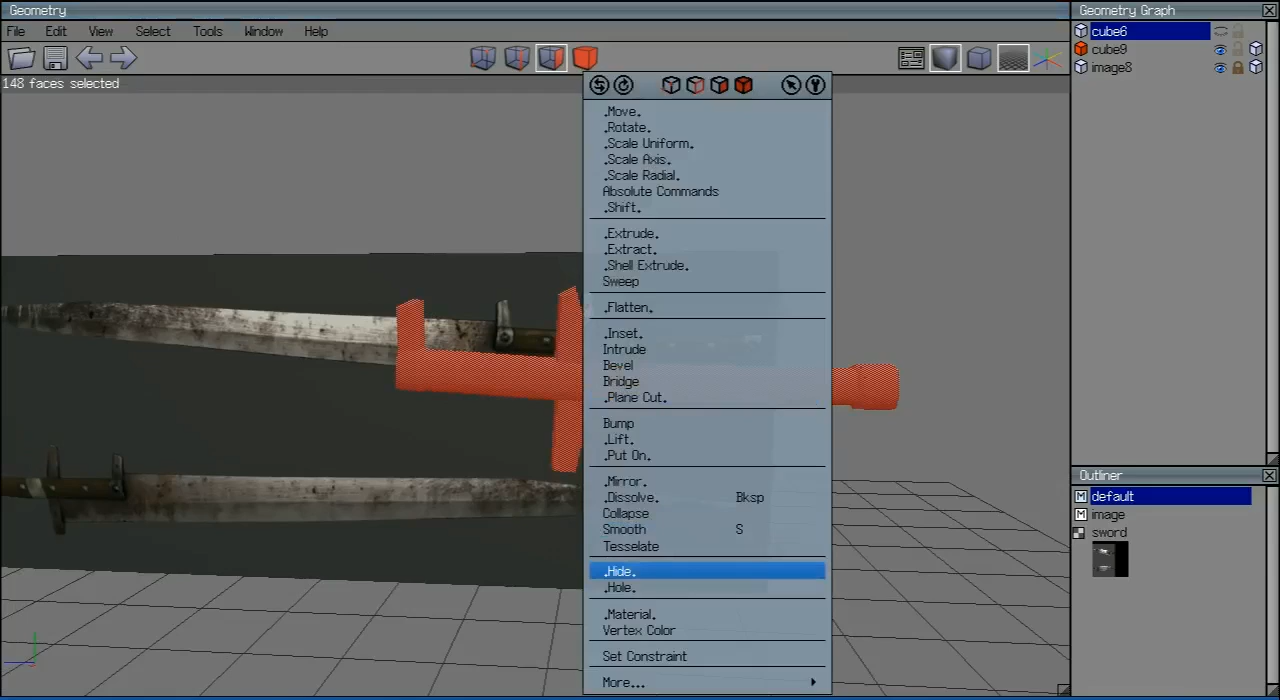 Geometry
File Edit View Select Tools Window Help
148 faces selected
.Move.
.Rotate.
.Scale Uniform.
.Scale Axis.
.Scale Radial.
Absolute Commands
.Shift.
.Extrude.
.Extract.
.Shell Extrude.
Sweep
.Flatten.
.Inset.
Intrude
Bevel
Bridge
.Plane Cut.
Bump
.Lift.
.Put On.
.Mirror.
.Dissolve. Bksp
Collapse
Smooth S
Tesselate
.Hide.
.Hole.
.Material.
Vertex Color
Set Constraint
More...
Geometry Graph
cube6
cube9
image8
Outliner
M default
M image
sword